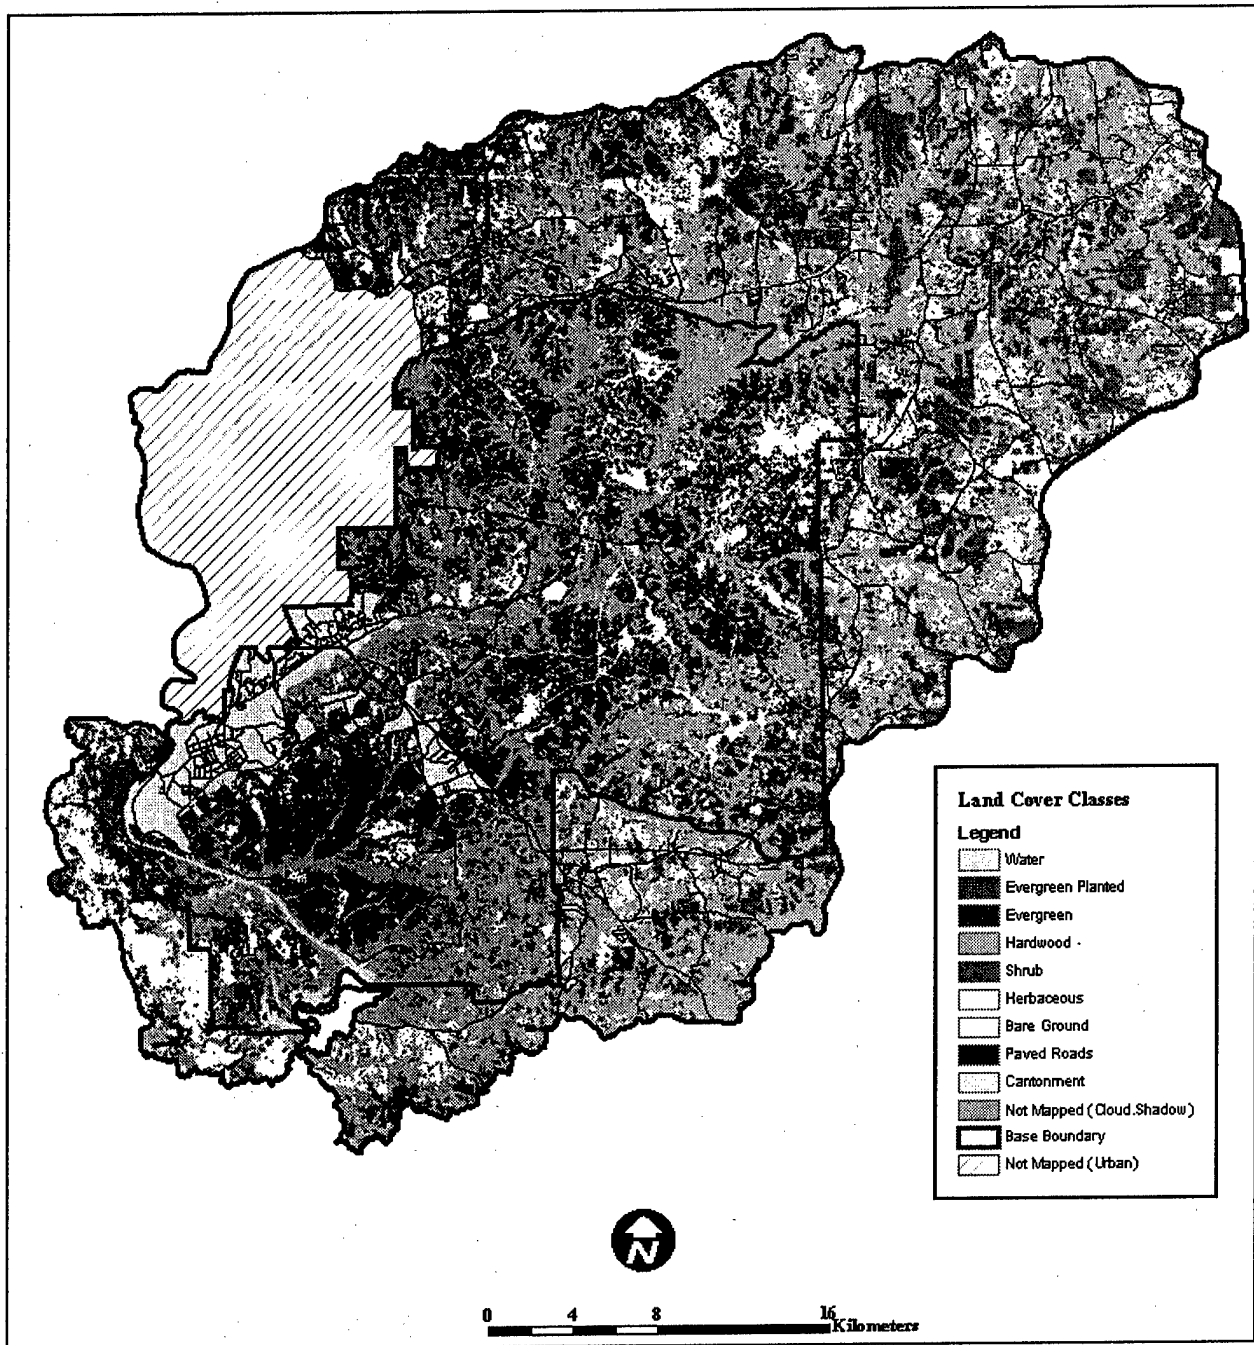 Land Cover Classes
Legend
Water
Evergreen Planted
Evergreen
Hardwood
Shrub
Herbaceous
Bare Ground
Paved Roads
Cantonment
Not Mapped (Cloud.Shadow)
Base Boundary
Not Mapped (Urban)
N
0 4 8 16
Kilometers